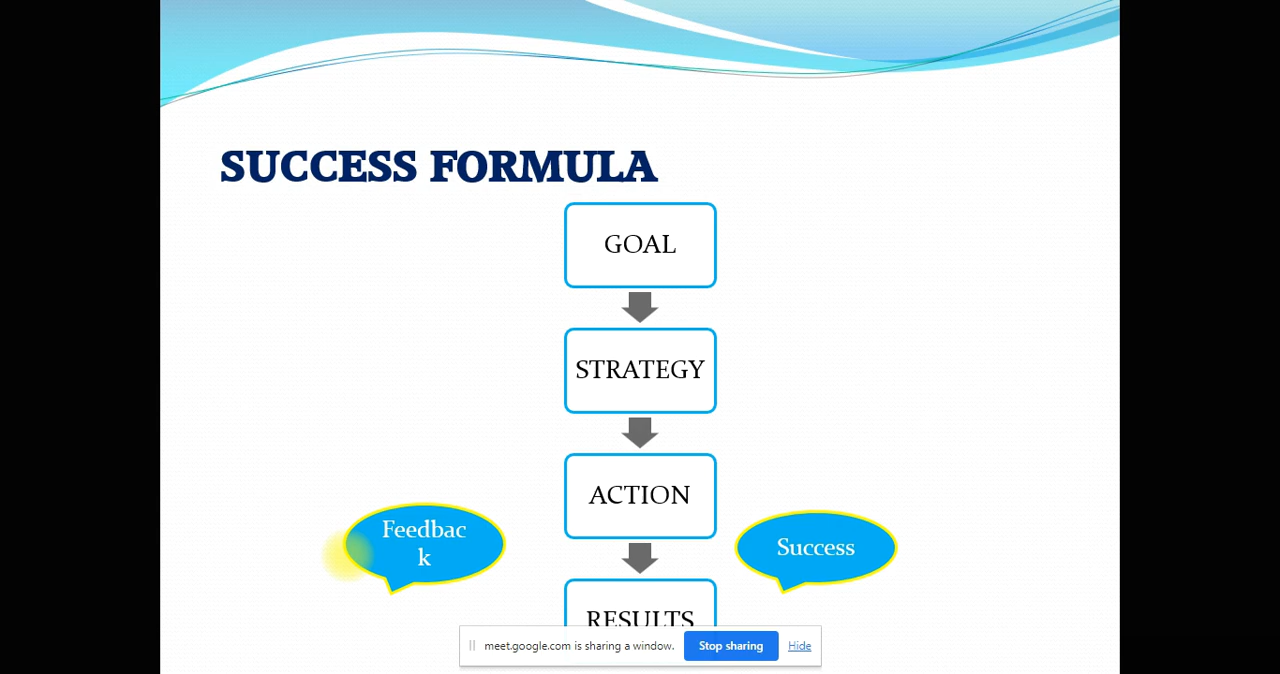 SUCCESS FORMULA
GOAL
STRATEGY
ACTION
Feedbac
k
Success
RESULTS
meet.google.com is sharing a window.
Stop sharing
Hide